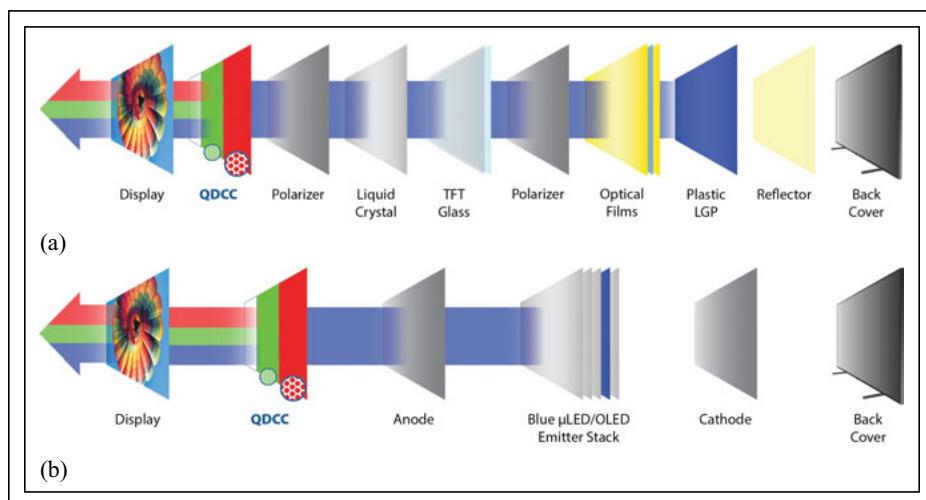 Display
QDCC
Polarizer
Liquid
Crystal
TFT
Glass
Polarizer
Optical
Films
Plastic
LGP
Reflector
Back
Cover
(a)
Display
QDCC
Anode
Blue µLED/OLED
Emitter Stack
Cathode
Back
Cover
(b)